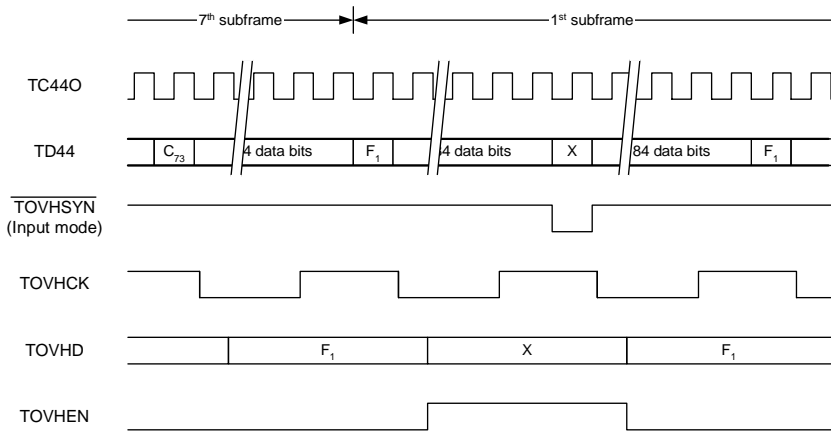 7th subframe
1st subframe
TC44O
TD44
C73
4 data bits
F1
4 data bits
X
84 data bits
F1
TOVHSYN
(Input mode)
TOVHCK
TOVHD
F1
X
F1
TOVHEN